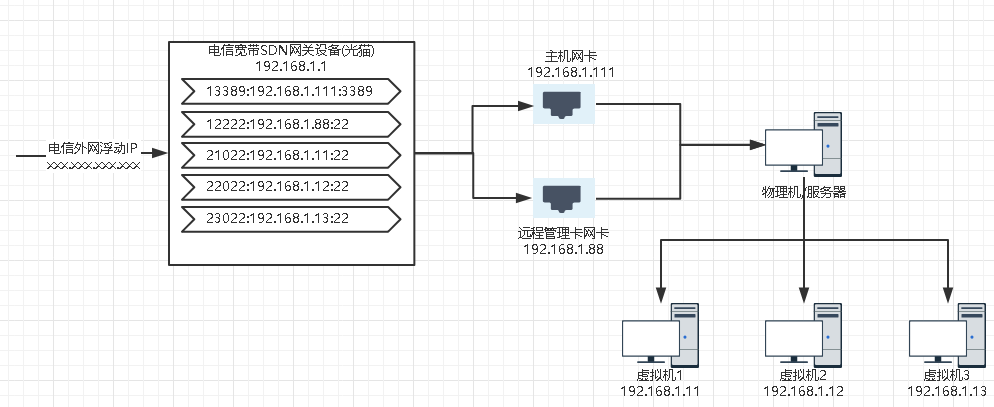 电信宽带SDN网关设备(光猫)
192.168.1.1
13389:192.168.1.111:3389
12222:192.168.1.88:22
21022:192.168.1.11:22
22022:192.168.1.12:22
23022:192.168.1.13:22
电信外网浮动IP
xxx.xxx.xxx.xxx
主机网卡
192.168.1.111
远程管理卡网卡
192.168.1.88
物理机/服务器
虚拟机1
192.168.1.11
虚拟机2
192.168.1.12
虚拟机3
192.168.1.13